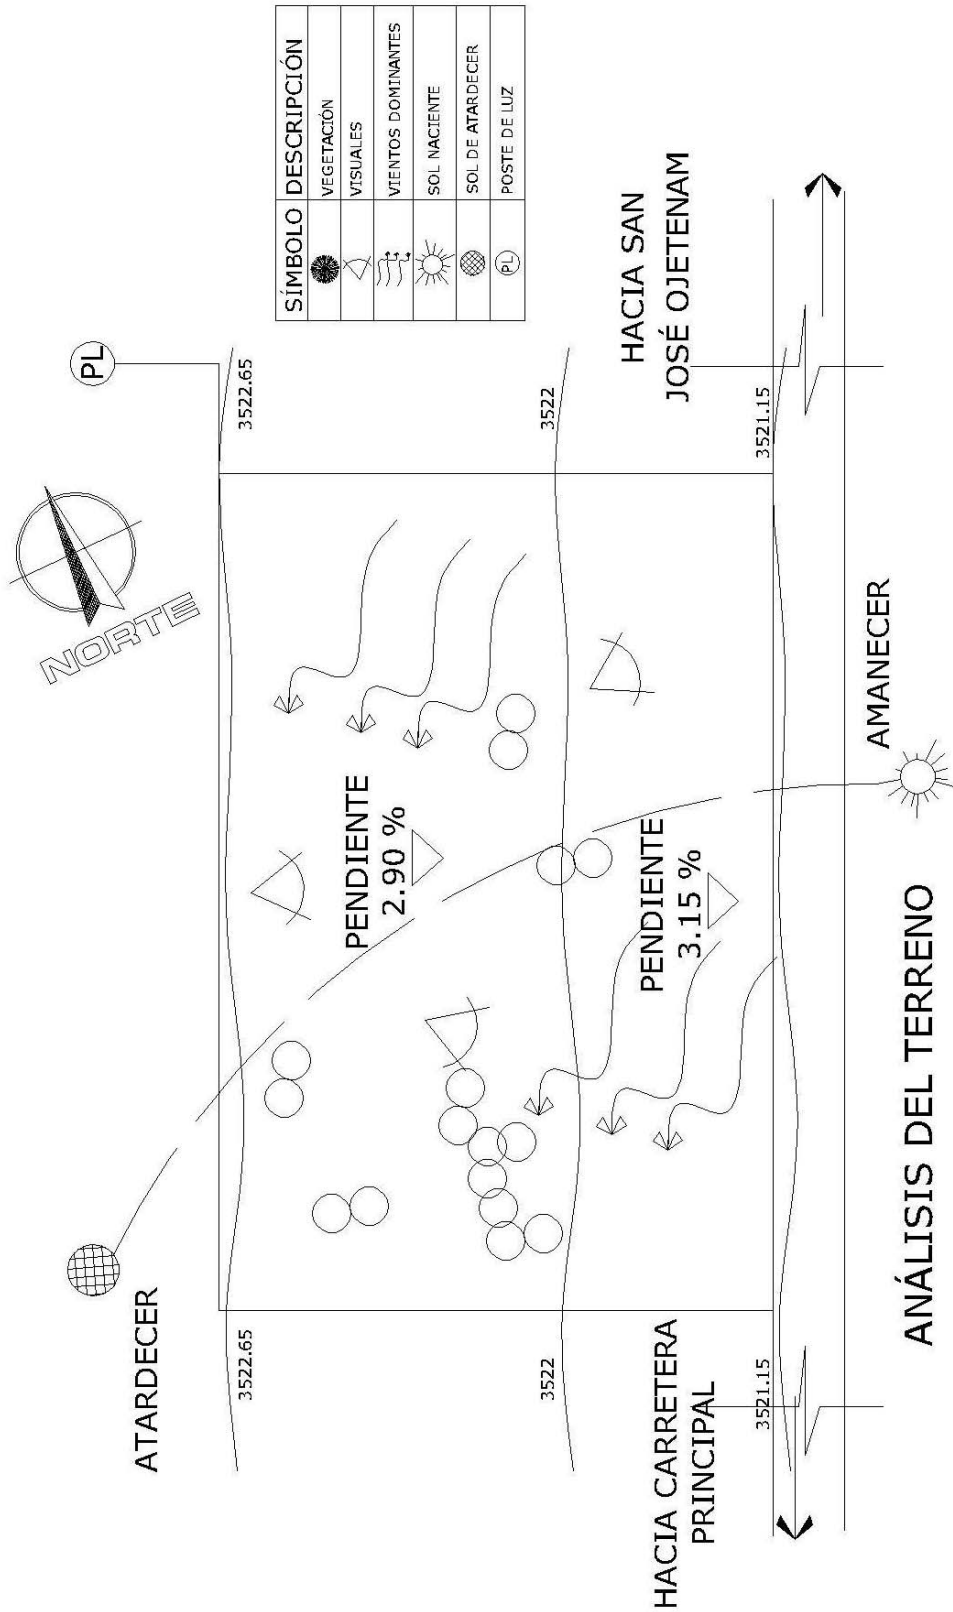 NORTE
PL
SÍMBOLO DESCRIPCIÓN
VEGETACIÓN
VISUALES
VIENTOS DOMINANTES
SOL NACIENTE
SOL DE ATARDECER
PL POSTE DE LUZ
ATARDECER
3522.65
3522.65
PENDIENTE
2.90 %
3522
3522
PENDIENTE
3.15 %
HACIA CARRETERA
PRINCIPAL
HACIA SAN
JOSÉ OJETENAM
3521.15
3521.15
AMANECER
ANÁLISIS DEL TERRENO